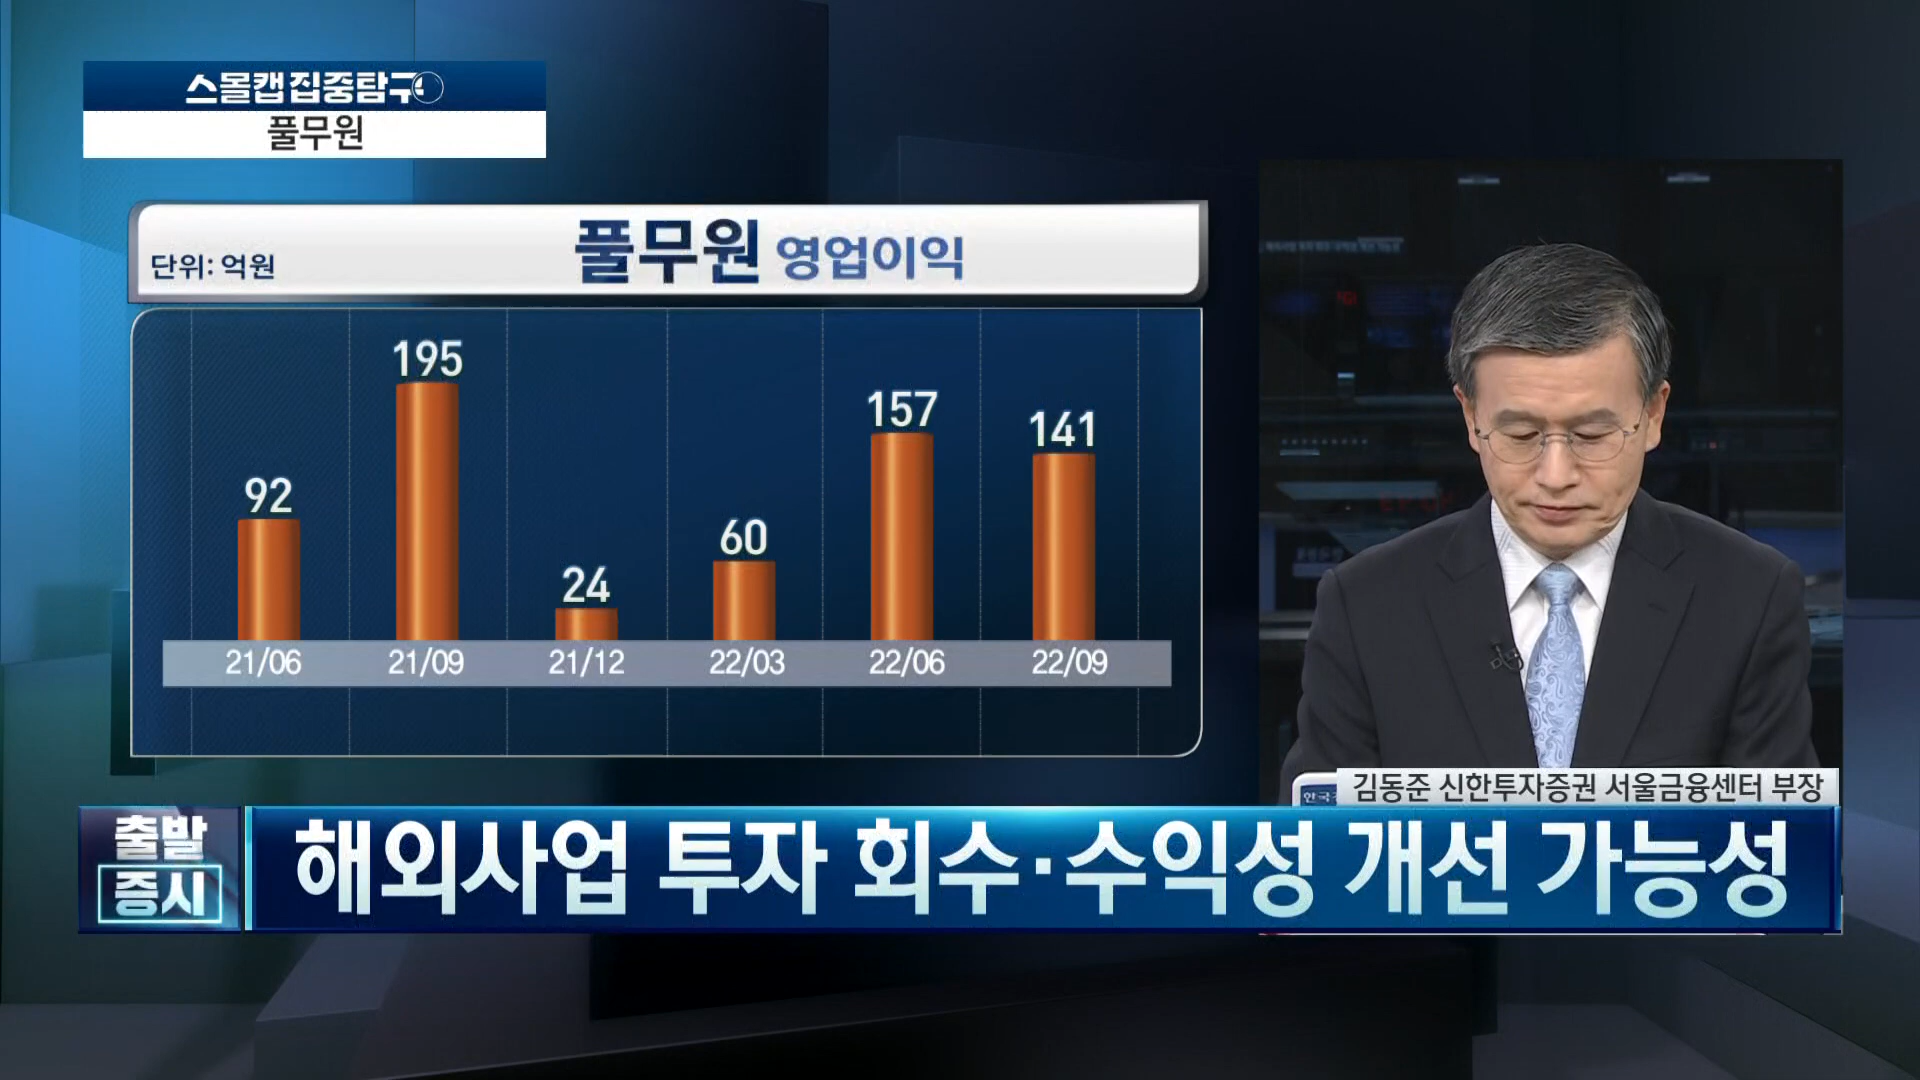 스몰캡 집중탐구
풀무원
단위: 억원
풀무원 영업이익
92
195
24
60
157
141
21/06
21/09
21/12
22/03
22/06
22/09
김동준 신한투자증권 서울금융센터 부장
출발
증시
해외사업 투자 회수·수익성 개선 가능성